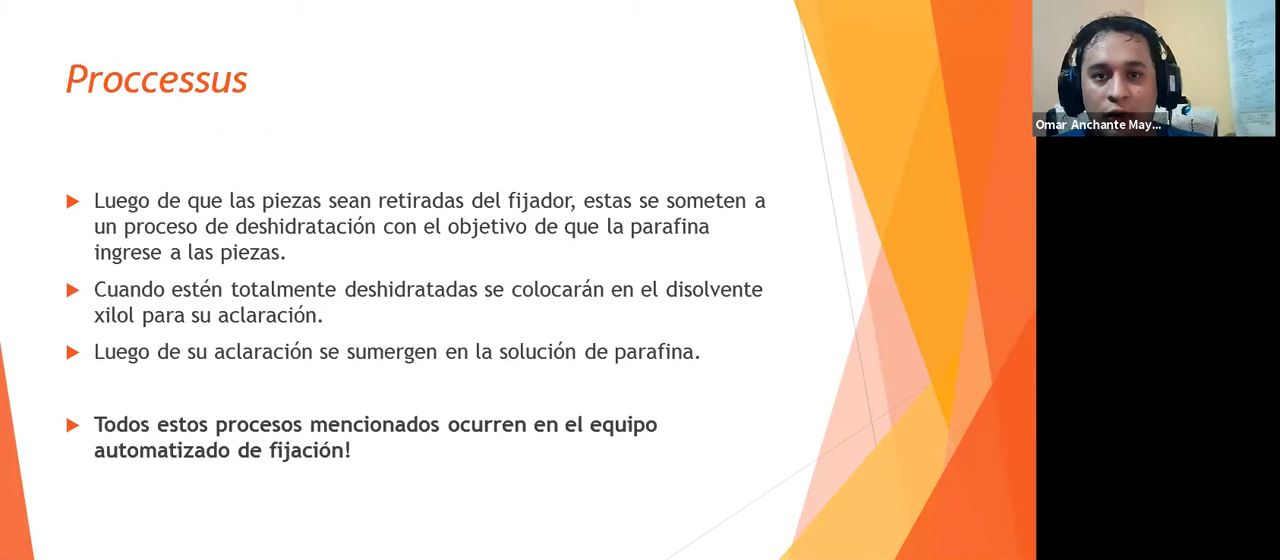 Proccessus
Luego de que las piezas sean retiradas del fijador, estas se someten a
un proceso de deshidratación con el objetivo de que la parafina
ingrese a las piezas.
Cuando estén totalmente deshidratadas se colocarán en el disolvente
xilol para su aclaración.
Luego de su aclaración se sumergen en la solución de parafina.
Todos estos procesos mencionados ocurren en el equipo
automatizado de fijación!
Omar Anchante May...